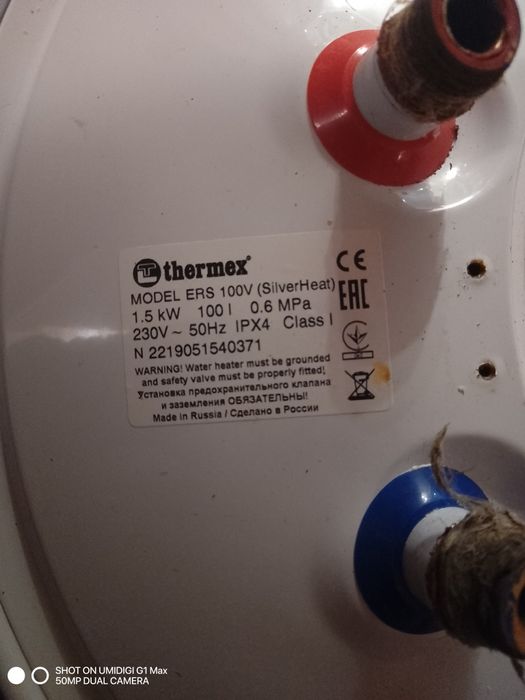 thermex®
MODEL ERS 100V (SilverHeat)
1.5 kW 100 l 0.6 MPa
230V ~ 50Hz IPX4 Class I
N 2219051540371
WARNING! Water heater must be grounded
and safety valve must be properly fitted!
Установка предохранительного клапана
и заземления ОБЯЗАТЕЛЬНЫ!
Made in Russia / Сделано в России
CE
EAC
SHOT ON UMIDIGI G1 Max
50MP DUAL CAMERA